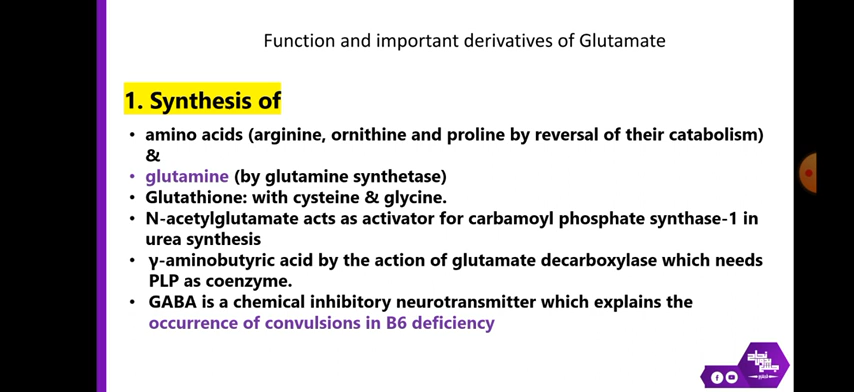 Function and important derivatives of Glutamate
1. Synthesis of
• amino acids (arginine, ornithine and proline by reversal of their catabolism)
&
• glutamine (by glutamine synthetase)
• Glutathione: with cysteine & glycine.
• N-acetylglutamate acts as activator for carbamoyl phosphate synthase-1 in
urea synthesis
• γ-aminobutyric acid by the action of glutamate decarboxylase which needs
PLP as coenzyme.
• GABA is a chemical inhibitory neurotransmitter which explains the
occurrence of convulsions in B6 deficiency